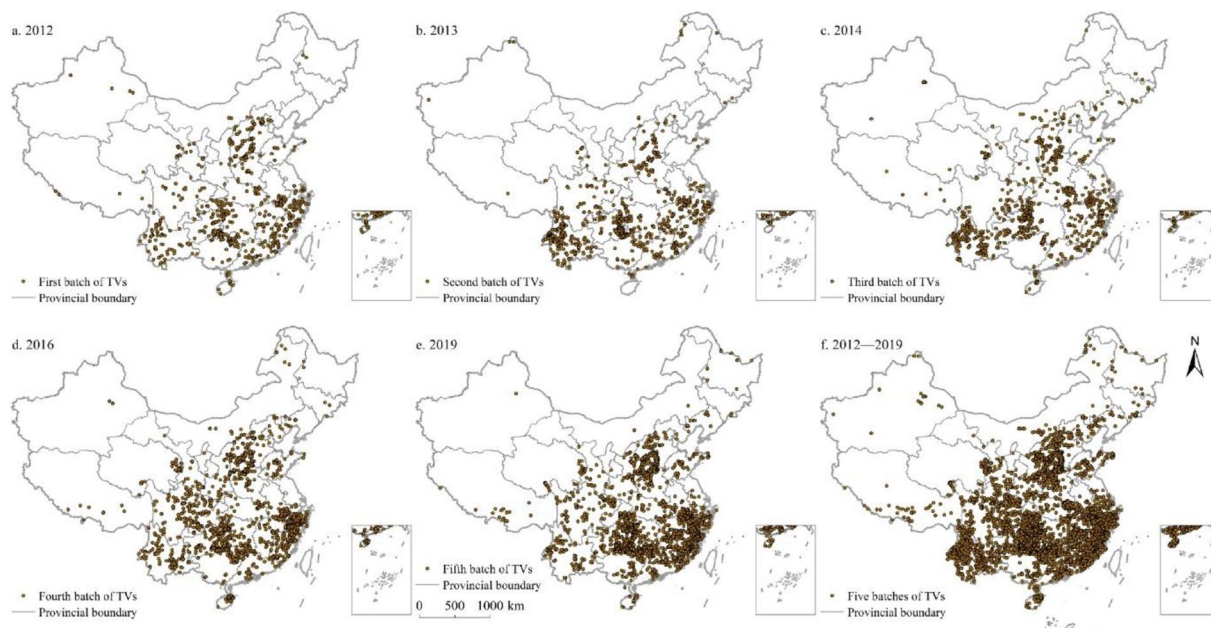 a. 2012
First batch of TVs
Provincial boundary
b. 2013
Second batch of TVs
Provincial boundary
c. 2014
Third batch of TVs
Provincial boundary
d. 2016
Fourth batch of TVs
Provincial boundary
e. 2019
Fifth batch of TVs
Provincial boundary
0 500 1000 km
f. 2012—2019
N
Five batches of TVs
Provincial boundary